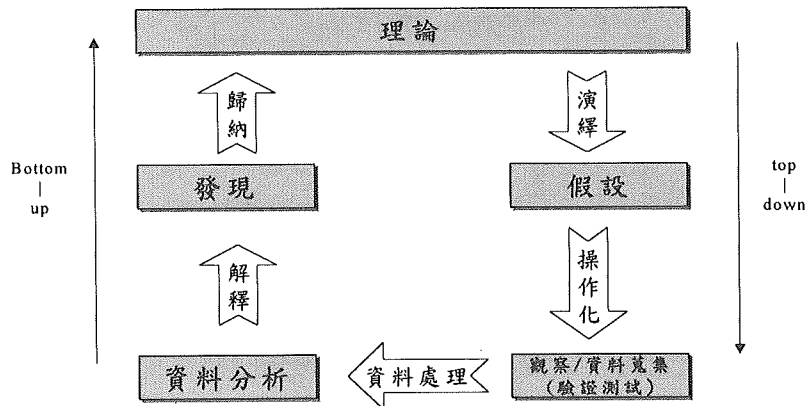 理論
歸納
演繹
Bottom
|
up
發現
假設
top
|
down
解釋
操作化
資料分析
資料處理
觀察/資料蒐集
(驗證測試)